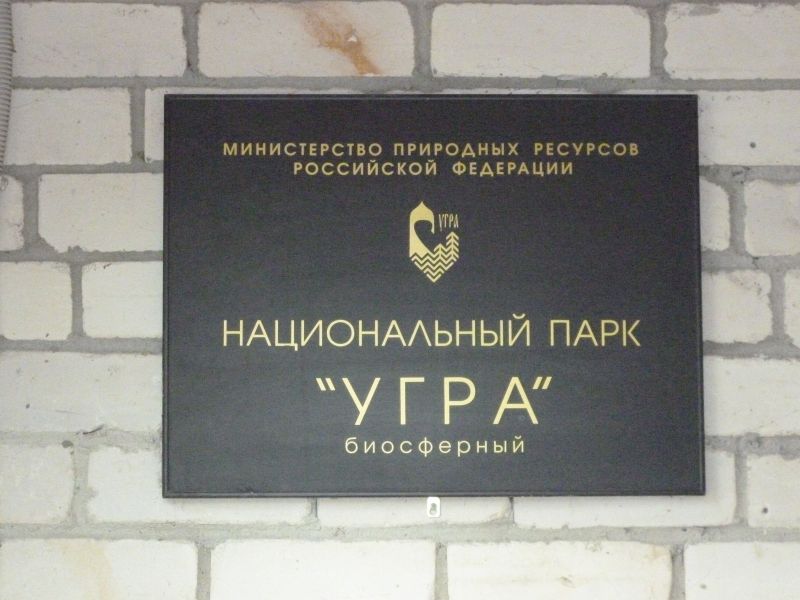 МИНИСТЕРСТВО ПРИРОДНЫХ РЕСУРСОВ
РОССИЙСКОЙ ФЕДЕРАЦИИ
УГРА
НАЦИОНАЛЬНЫЙ ПАРК
"УГРА"
биосферный